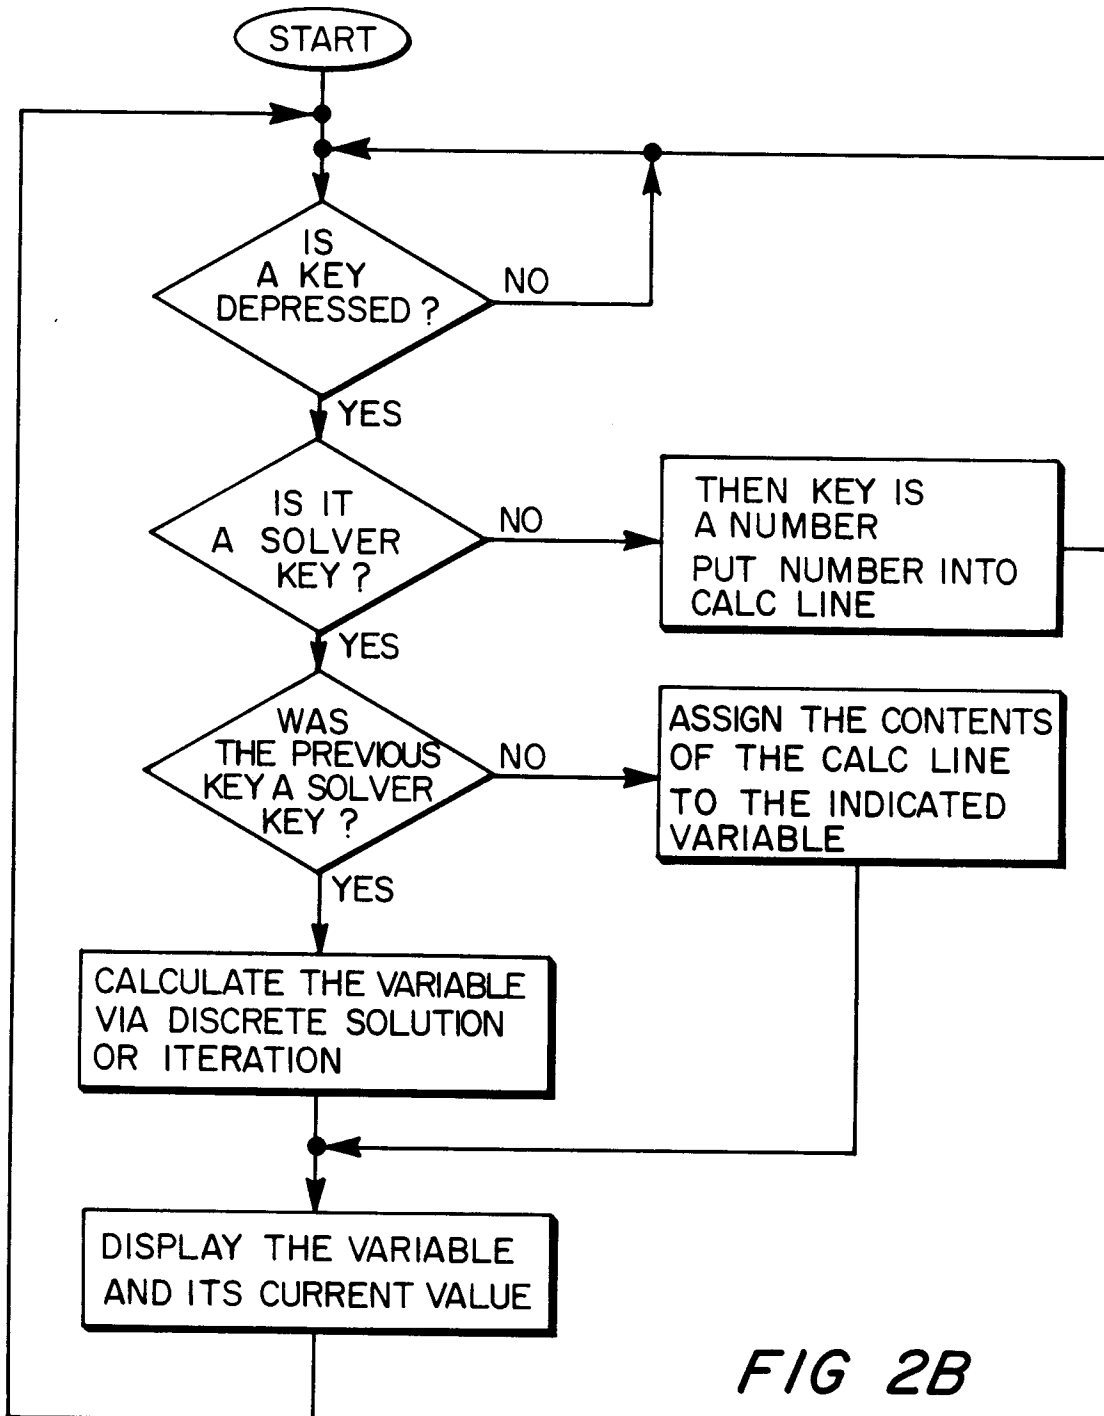 START
IS
A KEY
DEPRESSED ?
NO
YES
IS IT
A SOLVER
KEY ?
NO
THEN KEY IS
A NUMBER
PUT NUMBER INTO
CALC LINE
YES
WAS
THE PREVIOUS
KEY A SOLVER
KEY ?
NO
ASSIGN THE CONTENTS
OF THE CALC LINE
TO THE INDICATED
VARIABLE
YES
CALCULATE THE VARIABLE
VIA DISCRETE SOLUTION
OR ITERATION
DISPLAY THE VARIABLE
AND ITS CURRENT VALUE
FIG 2B